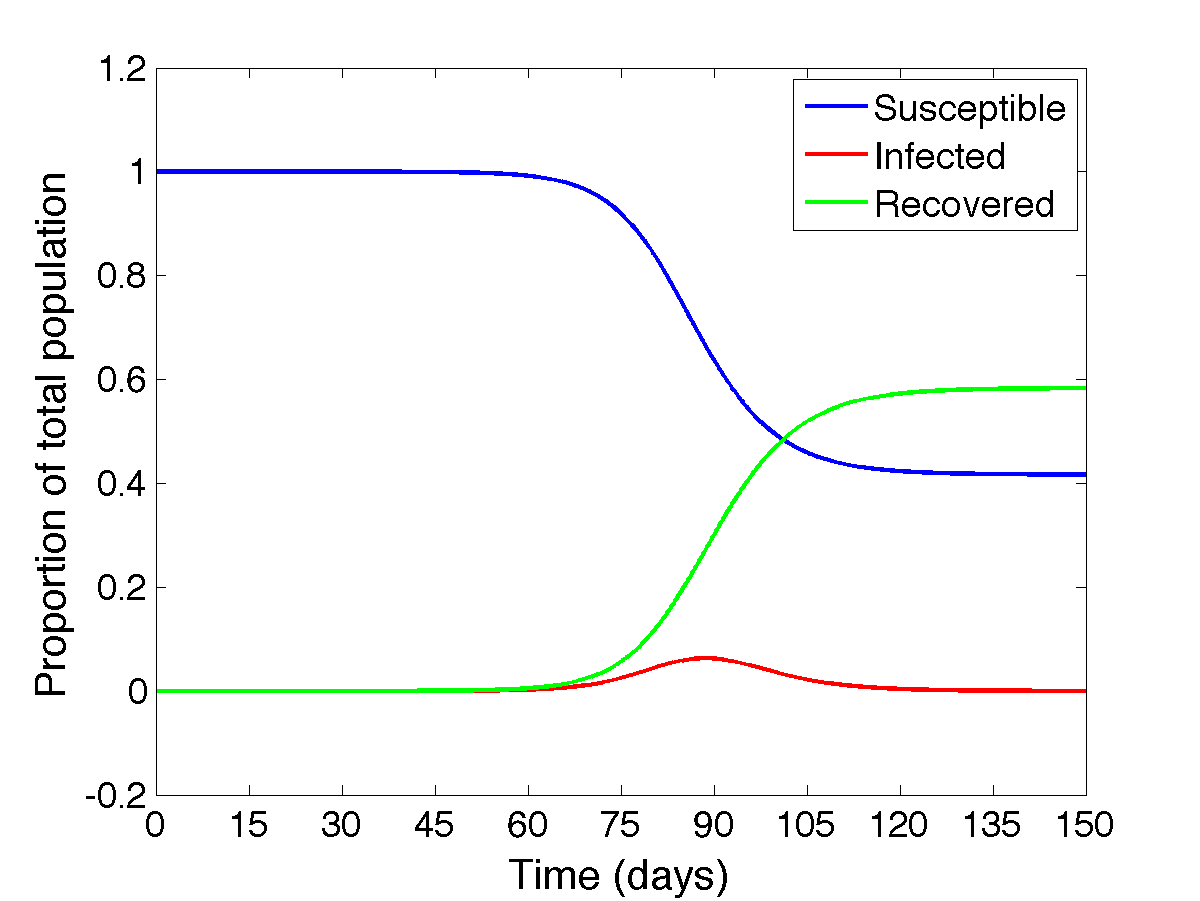 1.2
1
0.8
0.6
0.4
0.2
0
-0.2
Proportion of total population
Susceptible
Infected
Recovered
0 15 30 45 60 75 90 105 120 135 150
Time (days)